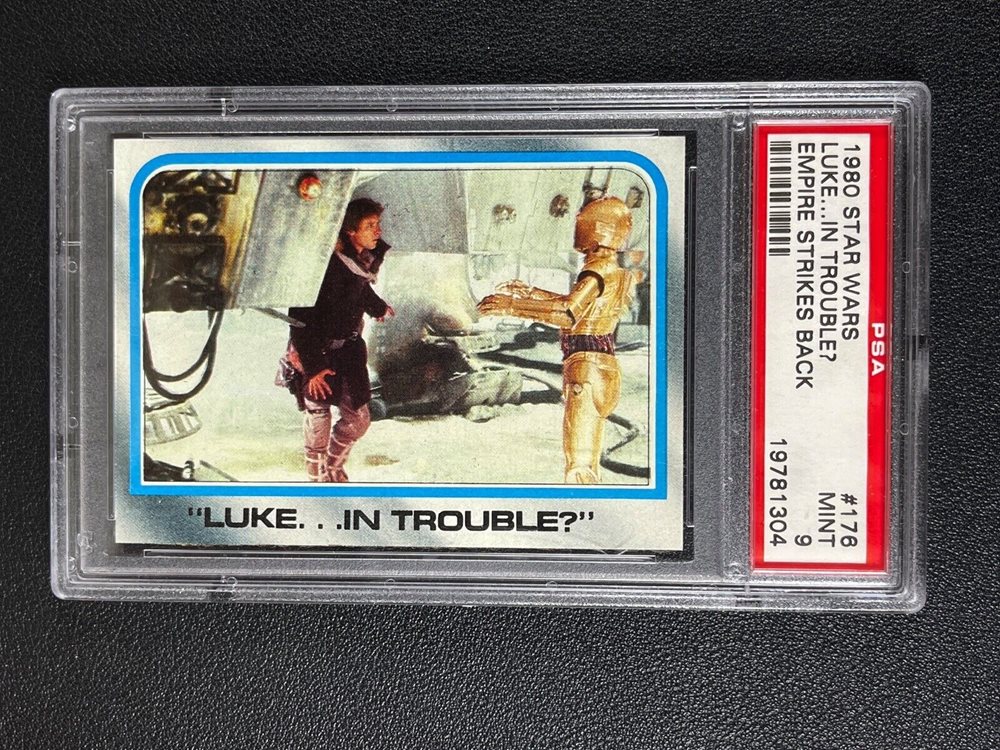 "LUKE. . .IN TROUBLE?"
1980 STAR WARS #176
LUKE...IN TROUBLE? MINT
EMPIRE STRIKES BACK 9
19781304
PSA